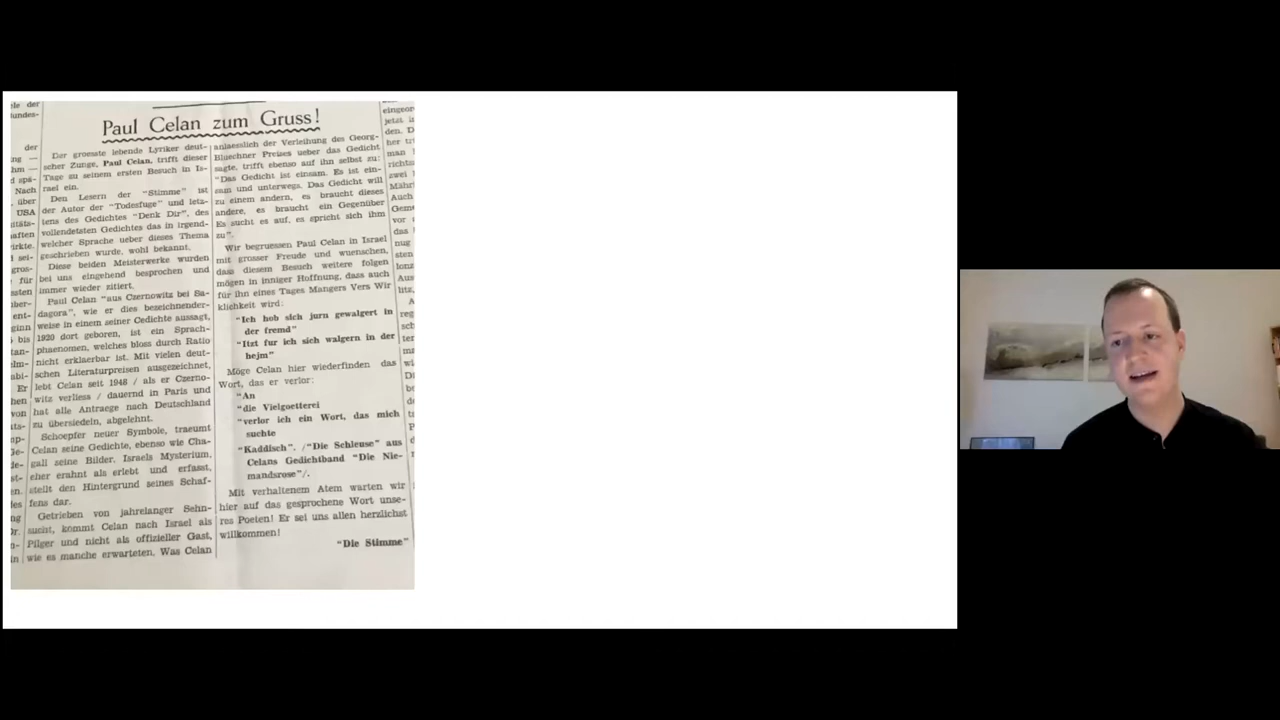 Paul Celan zum Gruss!
Der groesste lebende Lyriker deut-
scher Zunge, Paul Celan, trifft dieser
Tage zu seinem ersten Besuch in Is-
rael ein.
Den Lesern der "Stimme" ist
der Autor der "Todesfuge" und letz-
tens des Gedichtes "Denk Dir", des
vollendetaten Gedichtes das in irgend-
welcher Sprache ueber dieses Thema
geschrieben wurde, wohl bekannt.
Diese beiden Meisterwerke wurden
bei uns eingehend besprochen und
immer wieder zitiert.
Paul Celan "aus Czernowitz bei Sa-
dagora", wie er dies bezeichnender-
weise in einem seiner Gedichte aussagt,
1920 dort geboren, ist ein Sprach-
phaenomen, welches bloss durch Ratio
nicht erklaerbar ist. Mit vielen deut-
schen Literaturpreisen ausgezeichnet,
lebt Celan seit 1948 / als er Czerno-
witz verliess / dauernd in Paris und
hat alle Antraege nach Deutschland
zu übersiedeln, abgelehnt.
Schoepfer neuer Symbole, traeumt
Celan seine Gedichte, ebenso wie Cha-
gall seine Bilder. Israels Mysterium,
eher erahnt als erlebt und erfasst,
stellt den Hintergrund seines Schaf-
fens dar.
Getrieben von jahrelanger Sehn-
sucist, kommt Celan nach Israel als
Pilger und nicht als offizieller Gast,
wie es manche erwarteten. Was Celan
anlaesslich der Verleihung des Georg-
Bluechner Preises ueber das Gedicht
sagte, trifft ebenso auf ihn selbst zu:
"Das Gedicht ist einsam. Es ist ein-
sam und unterwegs. Das Gedicht will
zu einem andern, es braucht dieses
andere, es braucht ein Gegenüber
Es sucht es auf, es spricht sich ihm
zu".
Wir begruessen Paul Celan in Israel
mit grosser Freude und wuenschen,
dass diesem Besuch weitere folgen
mögen in inniger Hoffnung, dass auch
für ihn eines Tages Mangers Vers Wir
klichkeit wird:
"Ich hob sich jurn gewalgert in
der fremd"
"Itzt fur ich sich walgern in der
hejm"
Möge Celan hier wiederfinden das
Wort, das er verlor:
"An
"die Vielgoetterei
"verlor ich ein Wort, das mich
suchte
"Kaddisch". /"Die Schleuse" aus
Celans Gedichtband "Die Nie-
mandsrose"/.
Mit verhaltenem Atem warten wir
hier auf das gesprochene Wort unse-
res Poeten! Er sei uns allen herzlichst
willkommen!
"Die Stimme"